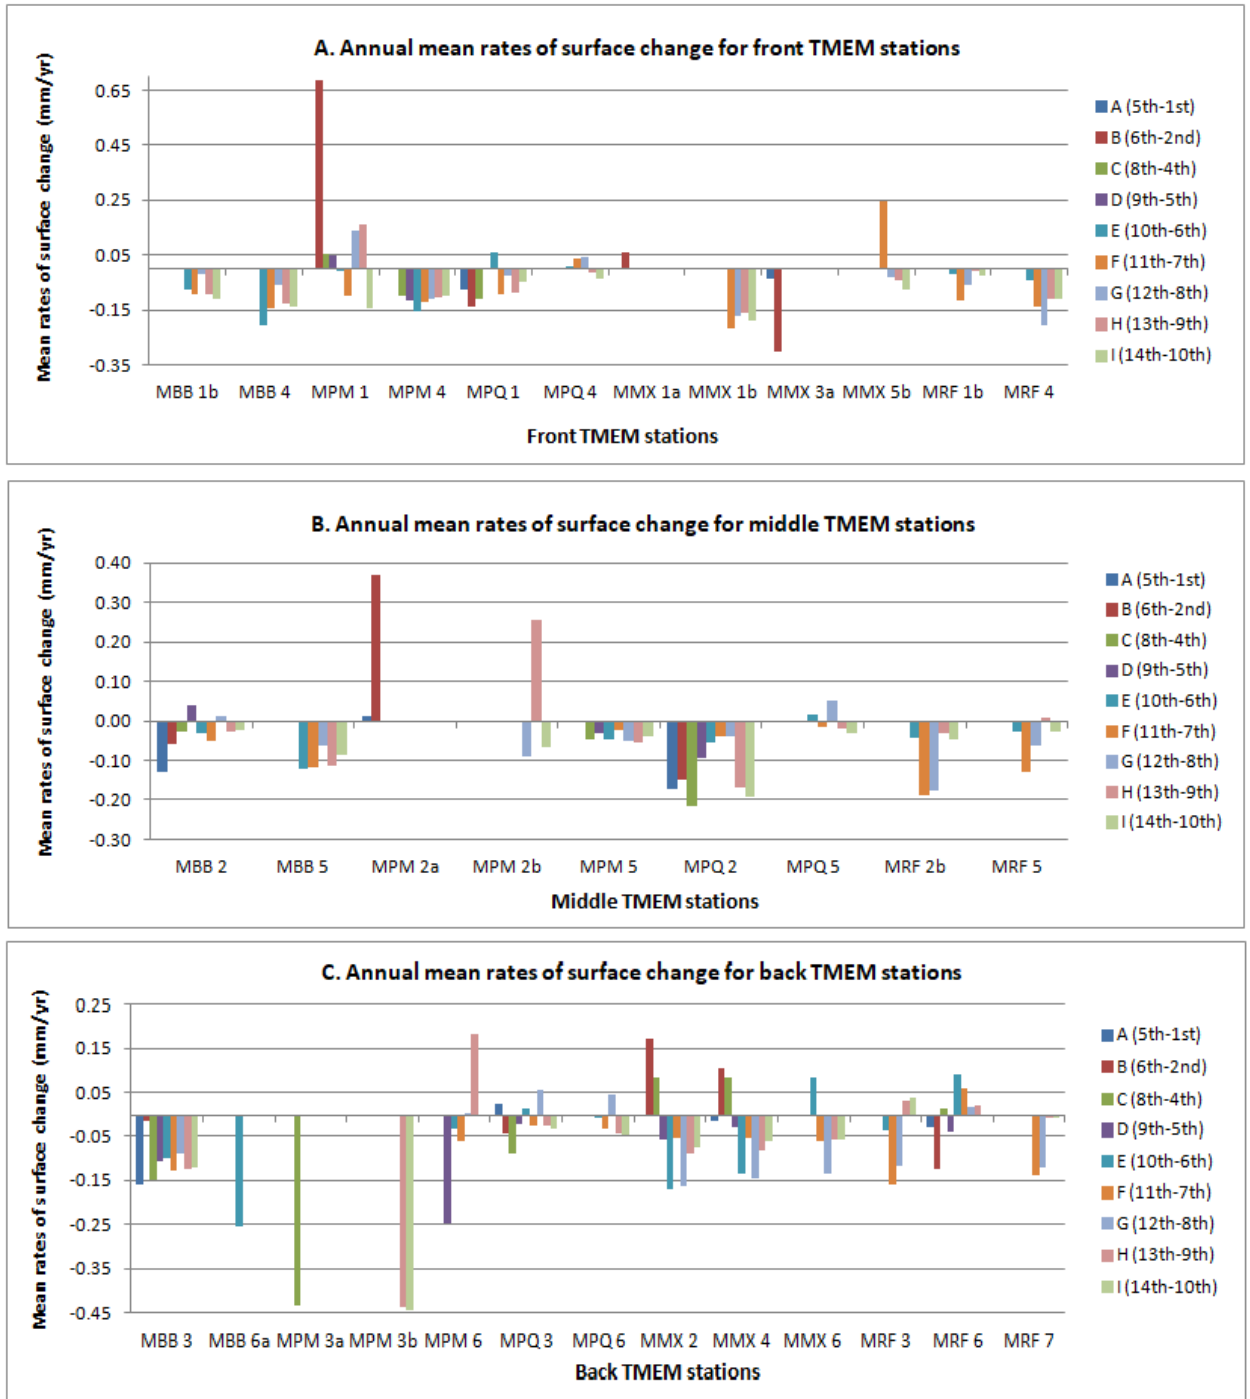 A. Annual mean rates of surface change for front TMEM stations
Mean rates of surface change (mm/yr)
0.65
0.45
0.25
0.05
-0.15
-0.35
MBB 1b MBB 4 MPM 1 MPM 4 MPQ 1 MPQ 4 MMX 1a MMX 1b MMX 3a MMX 5b MRF 1b MRF 4
Front TMEM stations
A (5th-1st)
B (6th-2nd)
C (8th-4th)
D (9th-5th)
E (10th-6th)
F (11th-7th)
G (12th-8th)
H (13th-9th)
I (14th-10th)
B. Annual mean rates of surface change for middle TMEM stations
Mean rates of surface change (mm/yr)
0.40
0.30
0.20
0.10
0.00
-0.10
-0.20
-0.30
MBB 2 MBB 5 MPM 2a MPM 2b MPM 5 MPQ 2 MPQ 5 MRF 2b MRF 5
Middle TMEM stations
A (5th-1st)
B (6th-2nd)
C (8th-4th)
D (9th-5th)
E (10th-6th)
F (11th-7th)
G (12th-8th)
H (13th-9th)
I (14th-10th)
C. Annual mean rates of surface change for back TMEM stations
Mean rates of surface change (mm/yr)
0.25
0.15
0.05
-0.05
-0.15
-0.25
-0.35
-0.45
MBB 3 MBB 6a MPM 3a MPM 3b MPM 6 MPQ 3 MPQ 6 MMX 2 MMX 4 MMX 6 MRF 3 MRF 6 MRF 7
Back TMEM stations
A (5th-1st)
B (6th-2nd)
C (8th-4th)
D (9th-5th)
E (10th-6th)
F (11th-7th)
G (12th-8th)
H (13th-9th)
I (14th-10th)